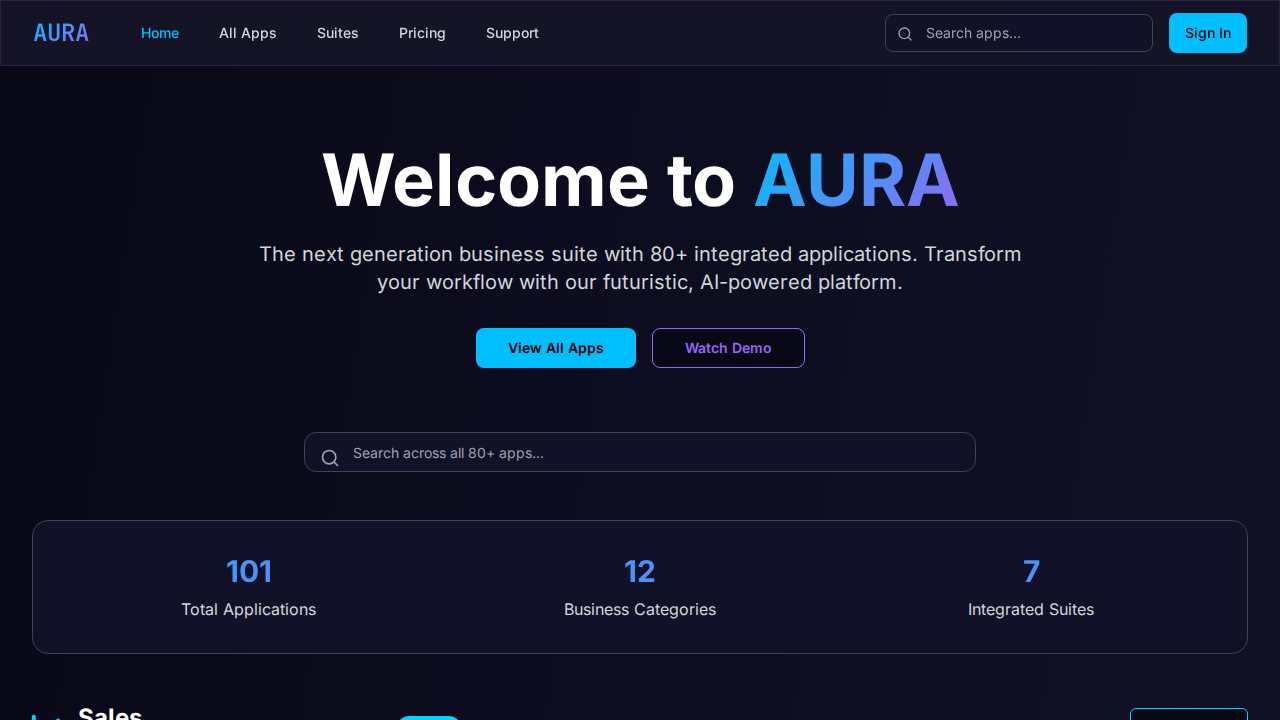 AURA
Home
All Apps
Suites
Pricing
Support
Search apps...
Sign In
Welcome to AURA
The next generation business suite with 80+ integrated applications. Transform
your workflow with our futuristic, AI-powered platform.
View All Apps
Watch Demo
Search across all 80+ apps...
101
Total Applications
12
Business Categories
7
Integrated Suites
Sales